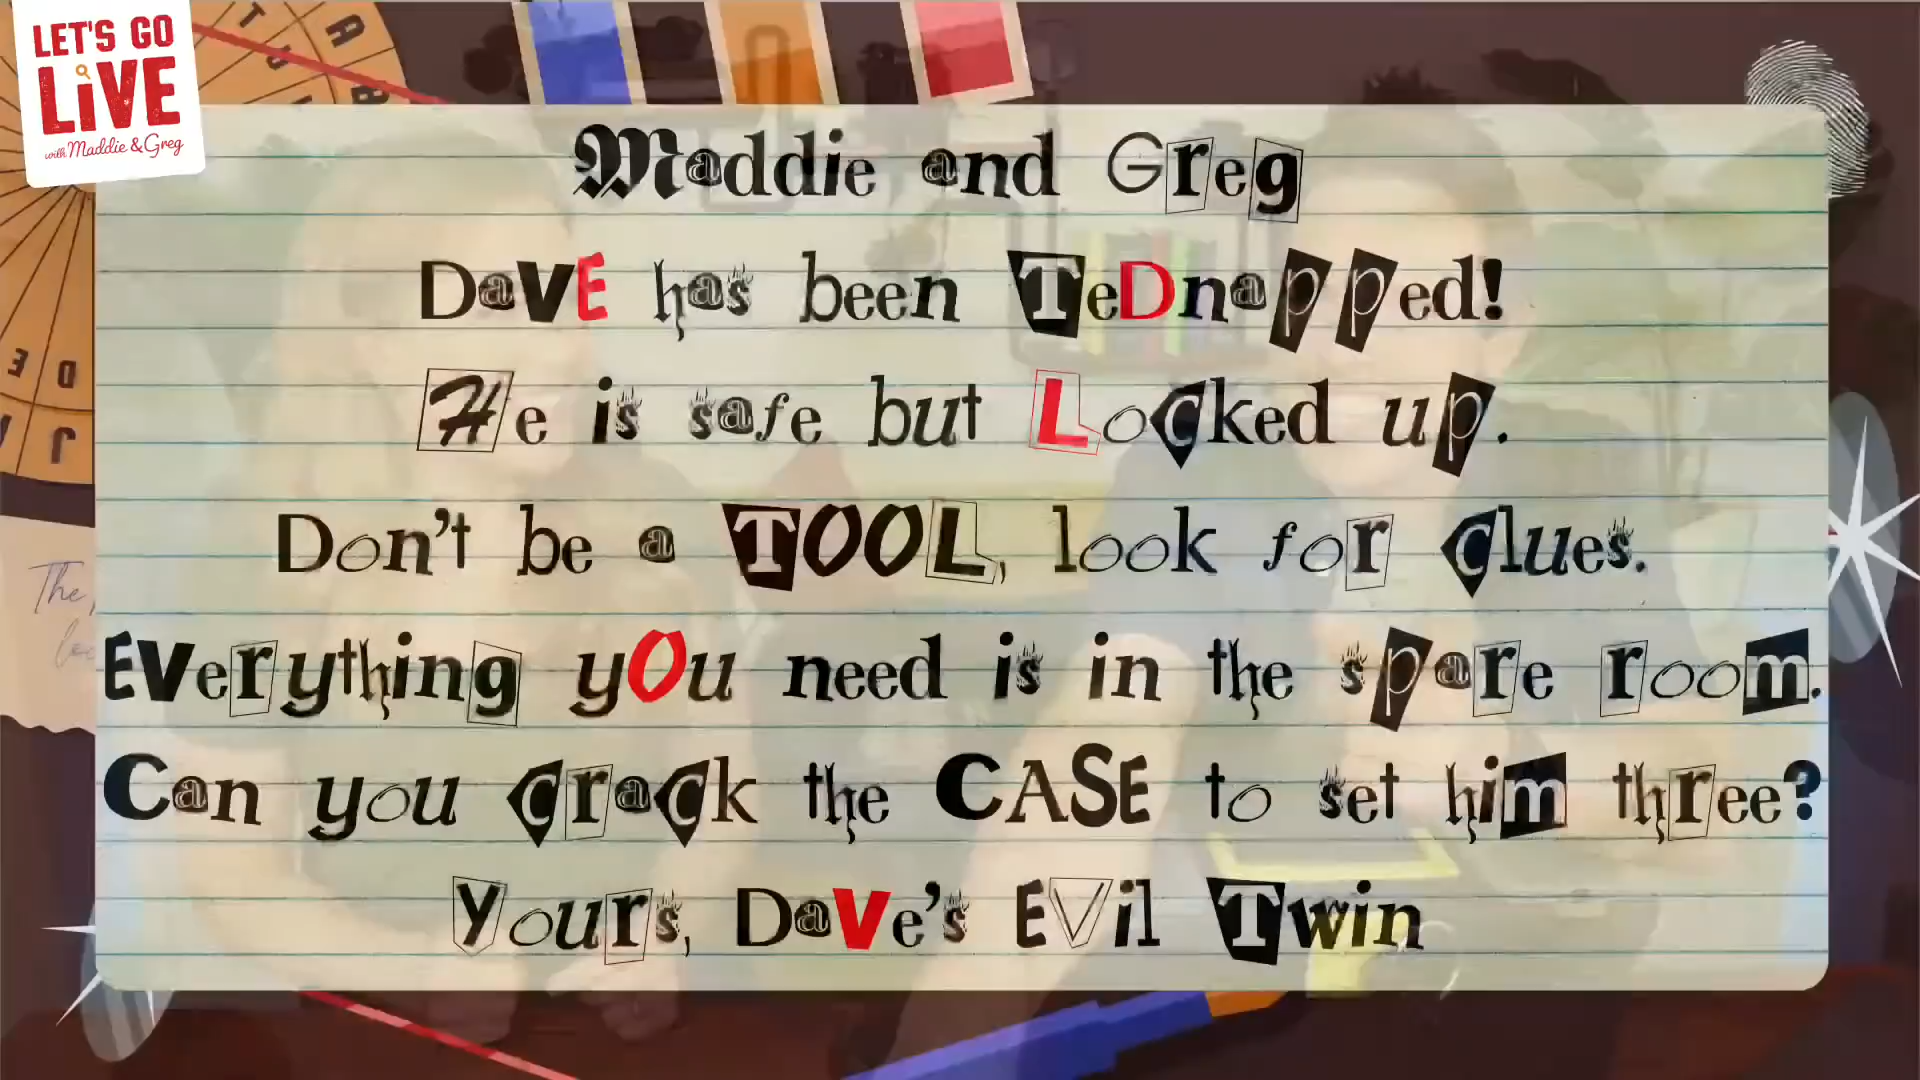 LET'S GO
LiVE
with Maddie & Greg
Maddie and Greg
DaVE has been TeDnapped!
He is safe but Locked up.
Don't be a TOOL, look for clues.
EVerything yOu need is in the spare room.
Can you crack the CASE to set him three?
Yours, DaVe's EVil Twin
The